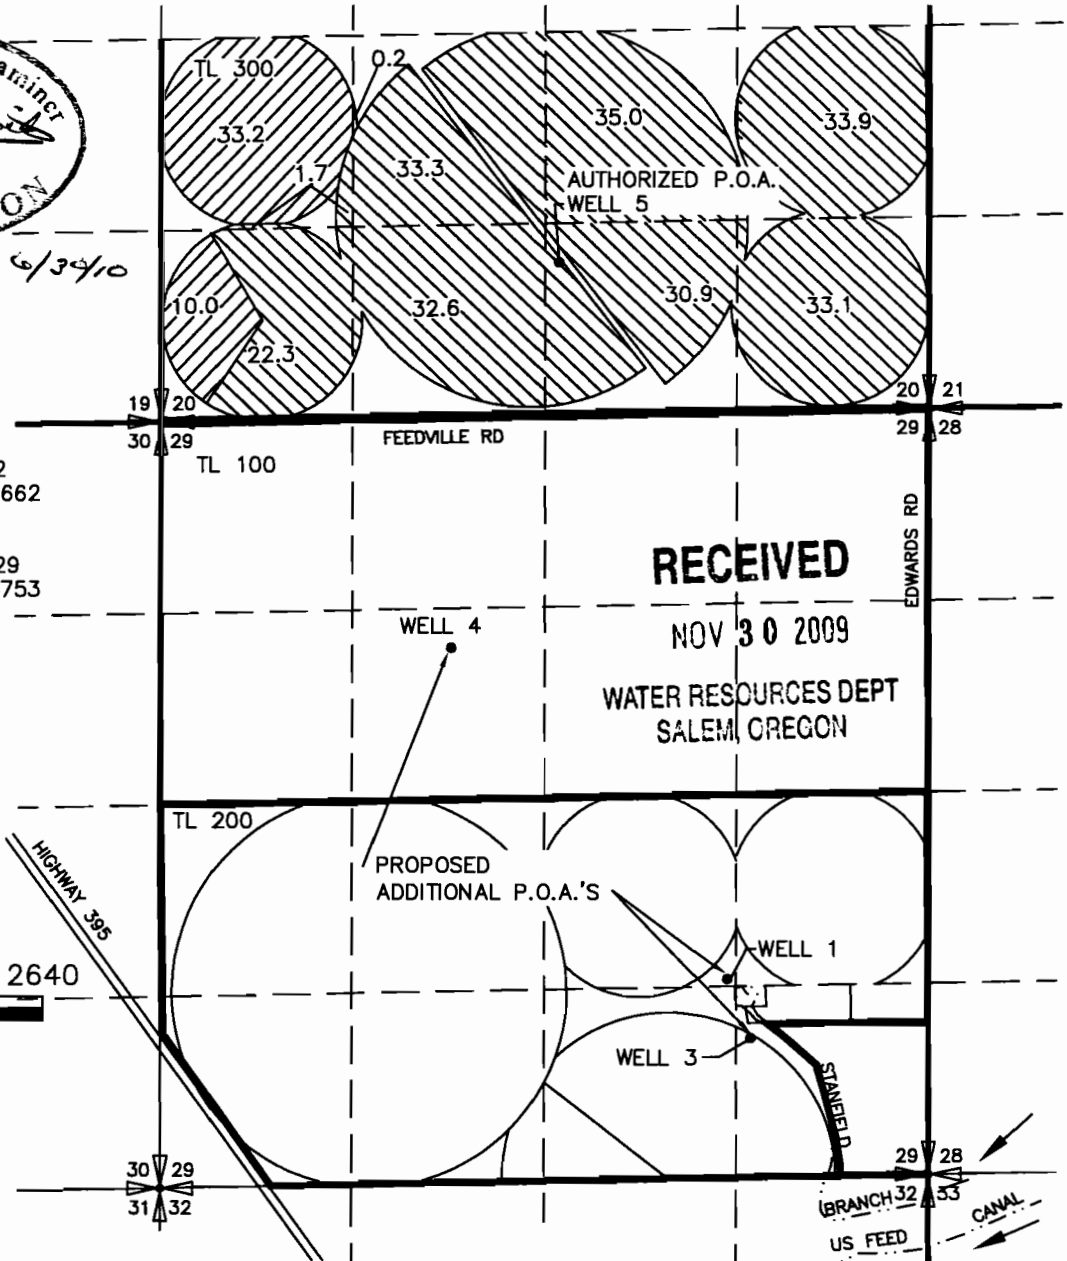 aminer
ON
6/30/10
TL 300
0.2
33.2
1.7
33.3
35.0
33.9
AUTHORIZED P.O.A.
WELL 5
10.0
22.3
32.6
30.9
33.1
19 20
30 29
20 21
29 28
FEEDVILLE RD
TL 100
2
662
29
753
EDWARDS RD
RECEIVED
NOV 30 2009
WATER RESOURCES DEPT
SALEM, OREGON
WELL 4
TL 200
HIGHWAY 395
PROPOSED
ADDITIONAL P.O.A.'S
WELL 1
2640
WELL 3
STANFIELD
30 29
31 32
29 28
32 33
BRANCH
US FEED
CANAL